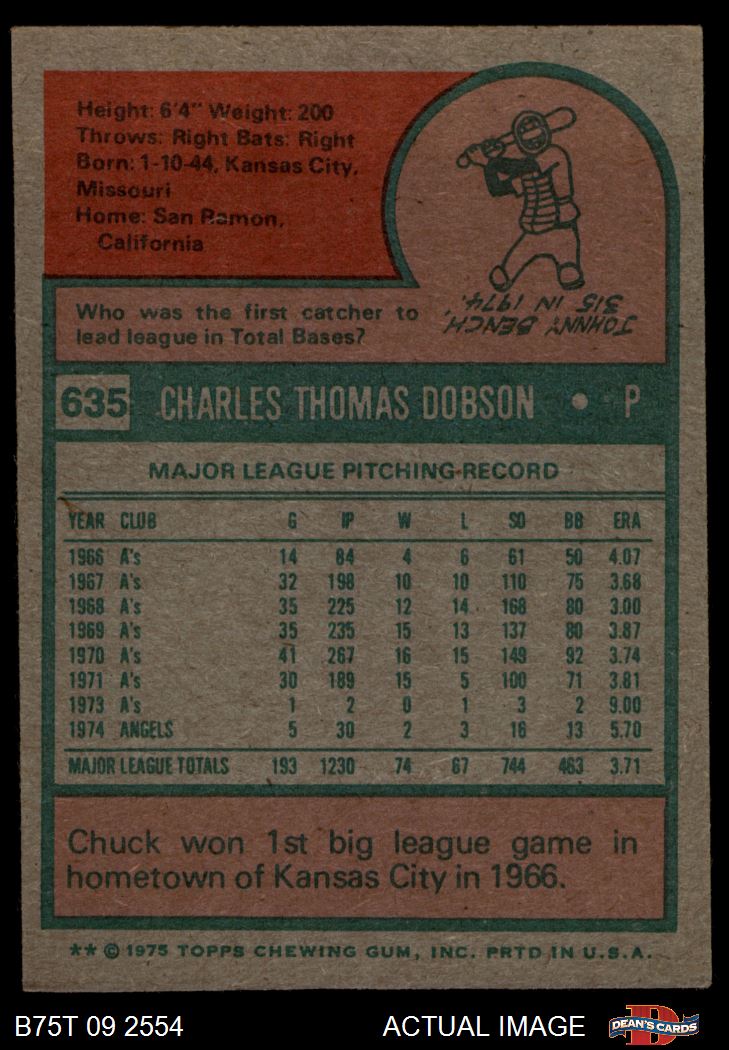 Height: 6'4" Weight: 200
Throws: Right Bats: Right
Born: 1-10-44, Kansas City,
Missouri
Home: San Ramon,
California
Who was the first catcher to
lead league in Total Bases?
JOHNNY BENCH,
315 IN 1974.
635 CHARLES THOMAS DOBSON • P
MAJOR LEAGUE PITCHING RECORD
YEAR CLUB G IP W L SO BB ERA
1966 A's 14 84 4 6 61 50 4.07
1967 A's 32 198 10 10 110 75 3.68
1968 A's 35 225 12 14 168 80 3.00
1969 A's 35 235 15 13 137 80 3.87
1970 A's 41 267 16 15 149 92 3.74
1971 A's 30 189 15 5 100 71 3.81
1973 A's 1 2 0 1 3 2 9.00
1974 ANGELS 5 30 2 3 16 13 5.70
MAJOR LEAGUE TOTALS 193 1230 74 67 744 463 3.71
Chuck won 1st big league game in
hometown of Kansas City in 1966.
** © 1975 TOPPS CHEWING GUM, INC. PRTD IN U.S.A.
B75T 09 2554 ACTUAL IMAGE D DEAN'S CARDS